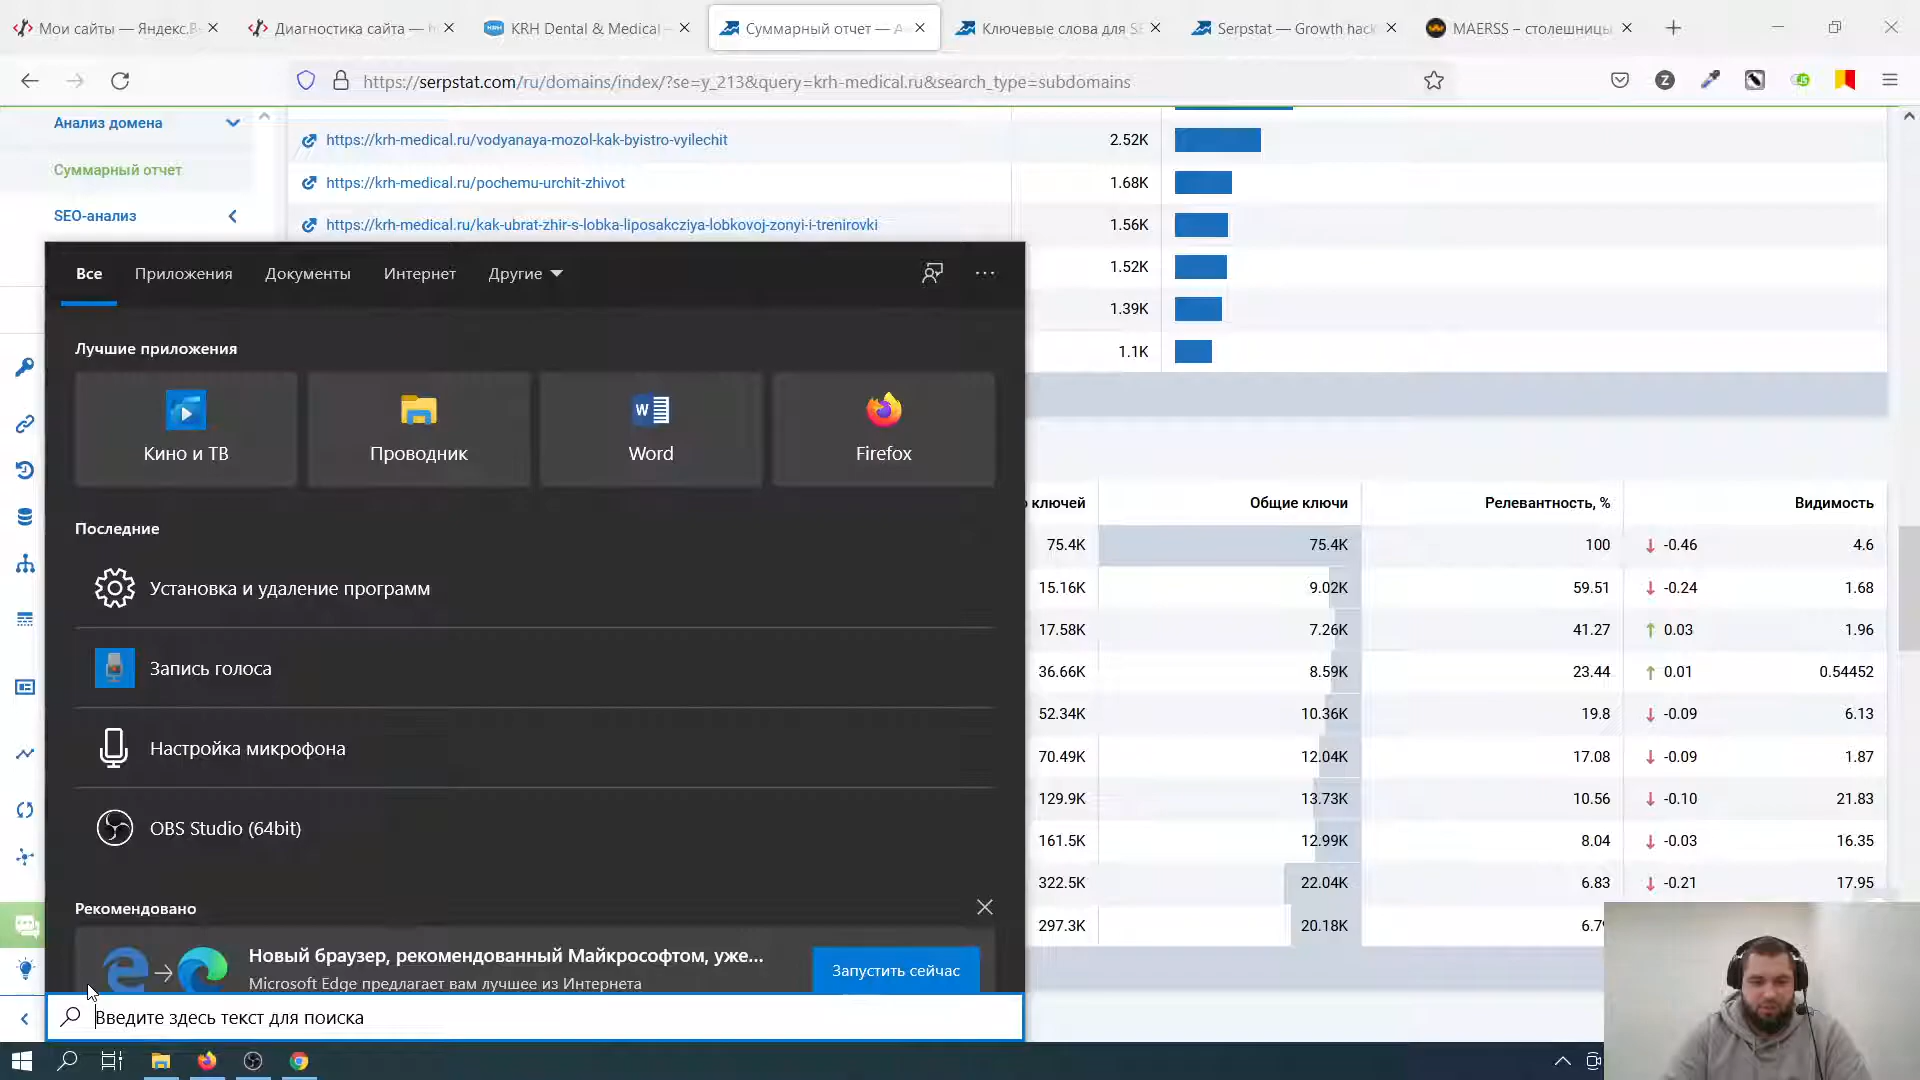 Мои сайты — Яндекс.В
Диагностика сайта —
KRH Dental & Medical
Суммарный отчет — А
Ключевые слова для SE
Serpstat — Growth hack
MAERSS – столешницы
https://serpstat.com/ru/domains/index/?se=y_213&query=krh-medical.ru&search_type=subdomains
Анализ домена
Суммарный отчет
SEO-анализ
https://krh-medical.ru/vodyanaya-mozol-kak-byistro-vyilechit 2.52K
https://krh-medical.ru/pochemu-urchit-zhivot 1.68K
https://krh-medical.ru/kak-ubrat-zhir-s-lobka-liposakcziya-lobkovoj-zonyi-i-trenirovki 1.56K
1.52K
1.39K
1.1K
Все Приложения Документы Интернет Другие
Лучшие приложения
Кино и ТВ Проводник Word Firefox
Последние
Установка и удаление программ
Запись голоса
Настройка микрофона
OBS Studio (64bit)
Рекомендовано
Новый браузер, рекомендованный Майкрософтом, уже...
Microsoft Edge предлагает вам лучшее из Интернета
Запустить сейчас
Введите здесь текст для поиска
ключей Общие ключи Релевантность, % Видимость
75.4K 75.4K 100 -0.46 4.6
15.16K 9.02K 59.51 -0.24 1.68
17.58K 7.26K 41.27 0.03 1.96
36.66K 8.59K 23.44 0.01 0.54452
52.34K 10.36K 19.8 -0.09 6.13
70.49K 12.04K 17.08 -0.09 1.87
129.9K 13.73K 10.56 -0.10 21.83
161.5K 12.99K 8.04 -0.03 16.35
322.5K 22.04K 6.83 -0.21 17.95
297.3K 20.18K